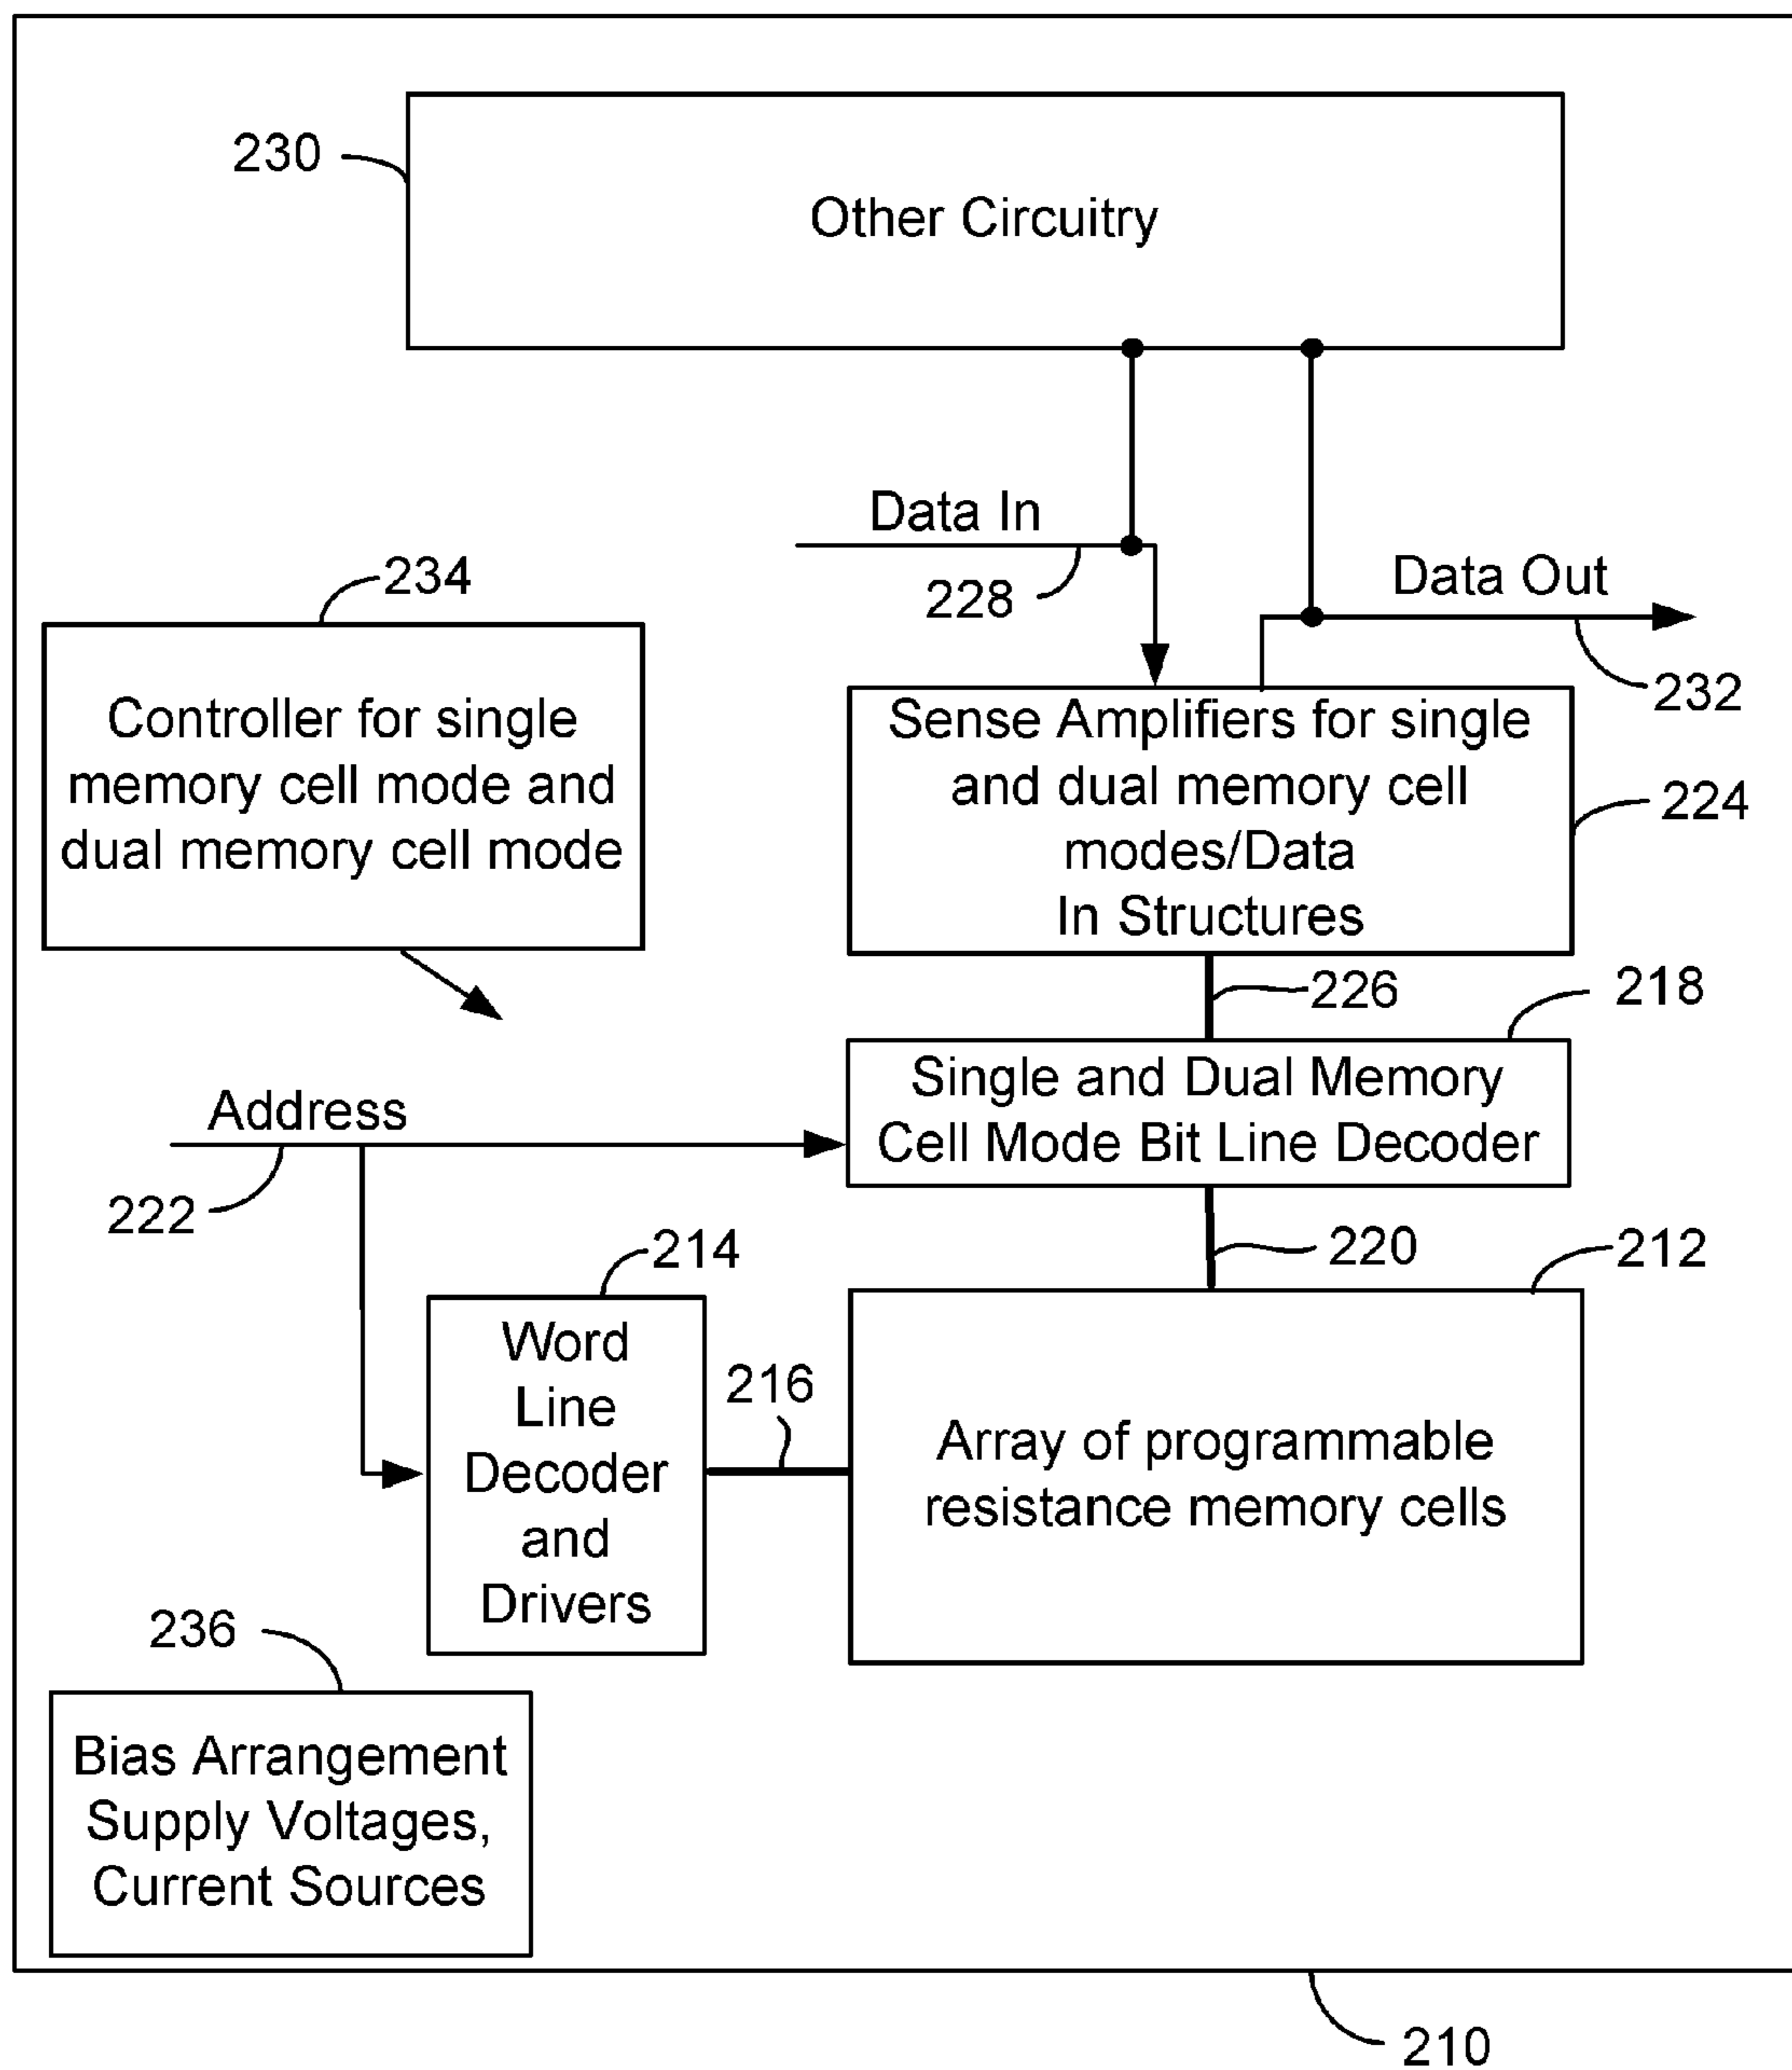 230
Other Circuitry
Data In
228
Data Out
232
234
Controller for single
memory cell mode and
dual memory cell mode
Sense Amplifiers for single
and dual memory cell
modes/Data
In Structures
224
226
218
Single and Dual Memory
Cell Mode Bit Line Decoder
Address
222
214
220
212
Word
Line
Decoder
and
Drivers
216
Array of programmable
resistance memory cells
236
Bias Arrangement
Supply Voltages,
Current Sources
210